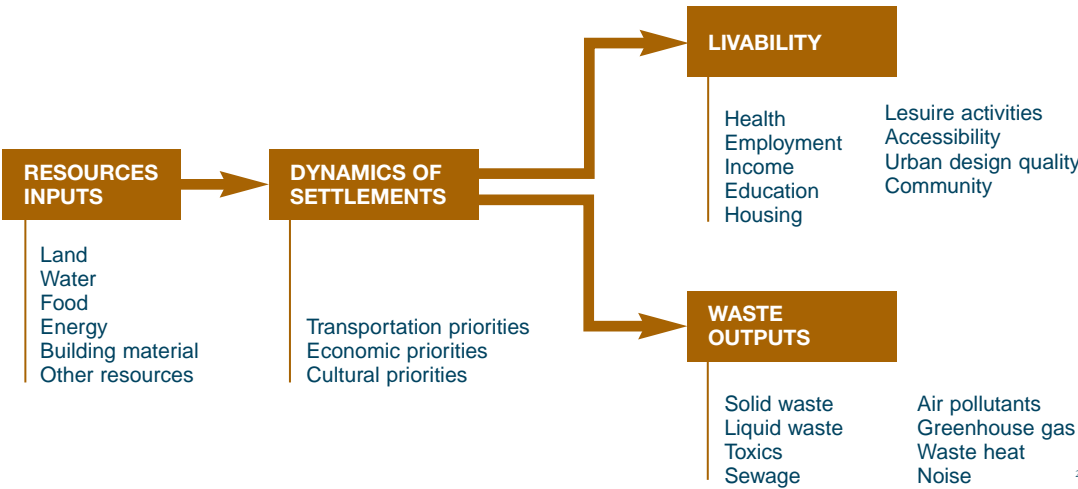 RESOURCES
INPUTS
Land
Water
Food
Energy
Building material
Other resources
DYNAMICS OF
SETTLEMENTS
Transportation priorities
Economic priorities
Cultural priorities
LIVABILITY
Health
Employment
Income
Education
Housing
Lesuire activities
Accessibility
Urban design quality
Community
WASTE
OUTPUTS
Solid waste
Liquid waste
Toxics
Sewage
Air pollutants
Greenhouse gas
Waste heat
Noise